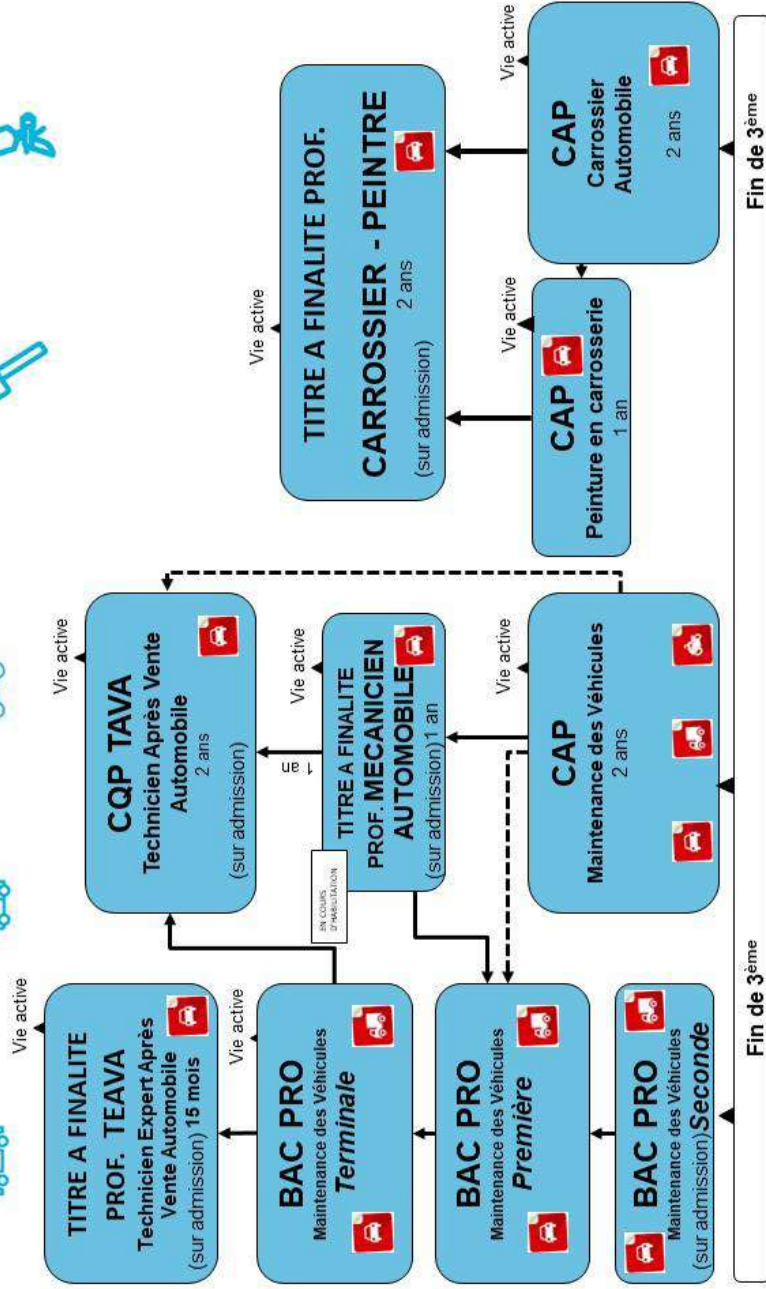 Vie active
TITRE A FINALITE
PROF. TEAVA
Technicien Expert Après
Vente Automobile
(sur admission) 15 mois
Vie active
BAC PRO
Maintenance des Véhicules
Terminale
BAC PRO
Maintenance des Véhicules
Première
BAC PRO
Maintenance des Véhicules
(sur admission) Seconde
Vie active
CQP TAVA
Technicien Après Vente
Automobile
2 ans
(sur admission)
1 an
EN COURS
D'HABILITATION
Vie active
TITRE A FINALITE
PROF. MECANICIEN
AUTOMOBILE
(sur admission) 1 an
Vie active
CAP
Maintenance des Véhicules
2 ans
Vie active
TITRE A FINALITE PROF.
CARROSSIER - PEINTRE
2 ans
(sur admission)
Vie active
CAP
Peinture en carrosserie
1 an
Vie active
CAP
Carrossier
Automobile
2 ans
Fin de 3ème
Fin de 3ème